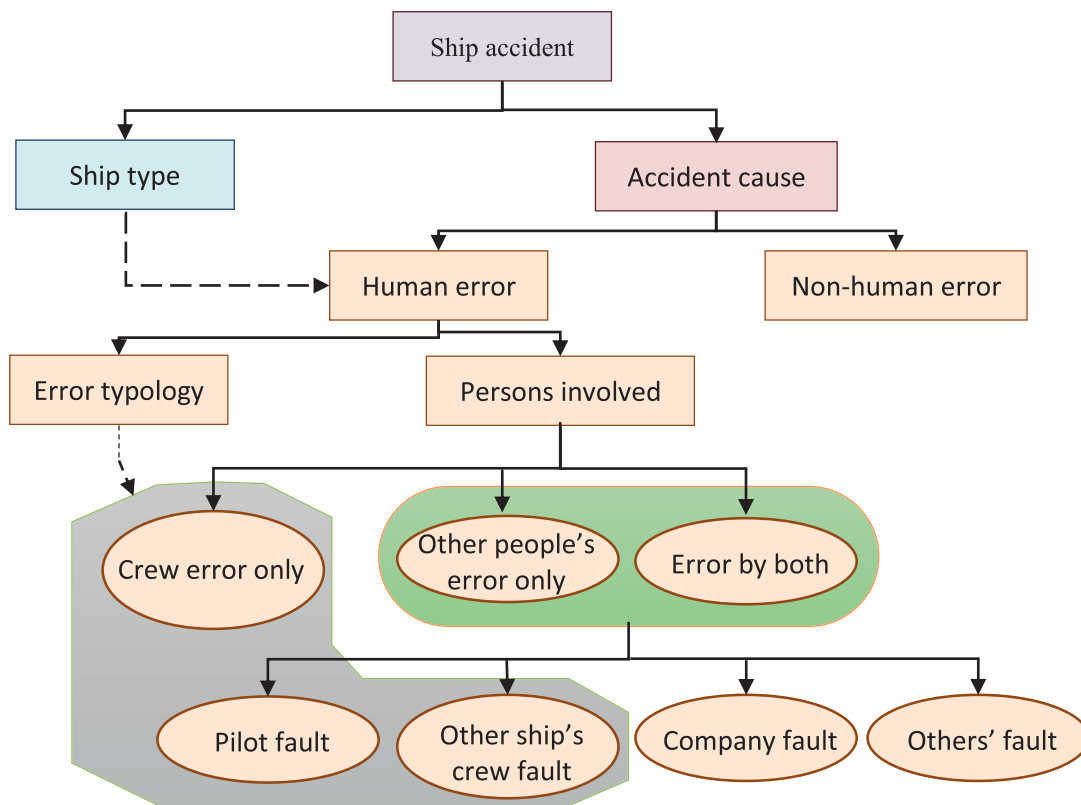 Ship accident
Ship type
Accident cause
Human error
Non-human error
Error typology
Persons involved
Crew error only
Other people’s
error only
Error by both
Pilot fault
Other ship’s
crew fault
Company fault
Others’ fault